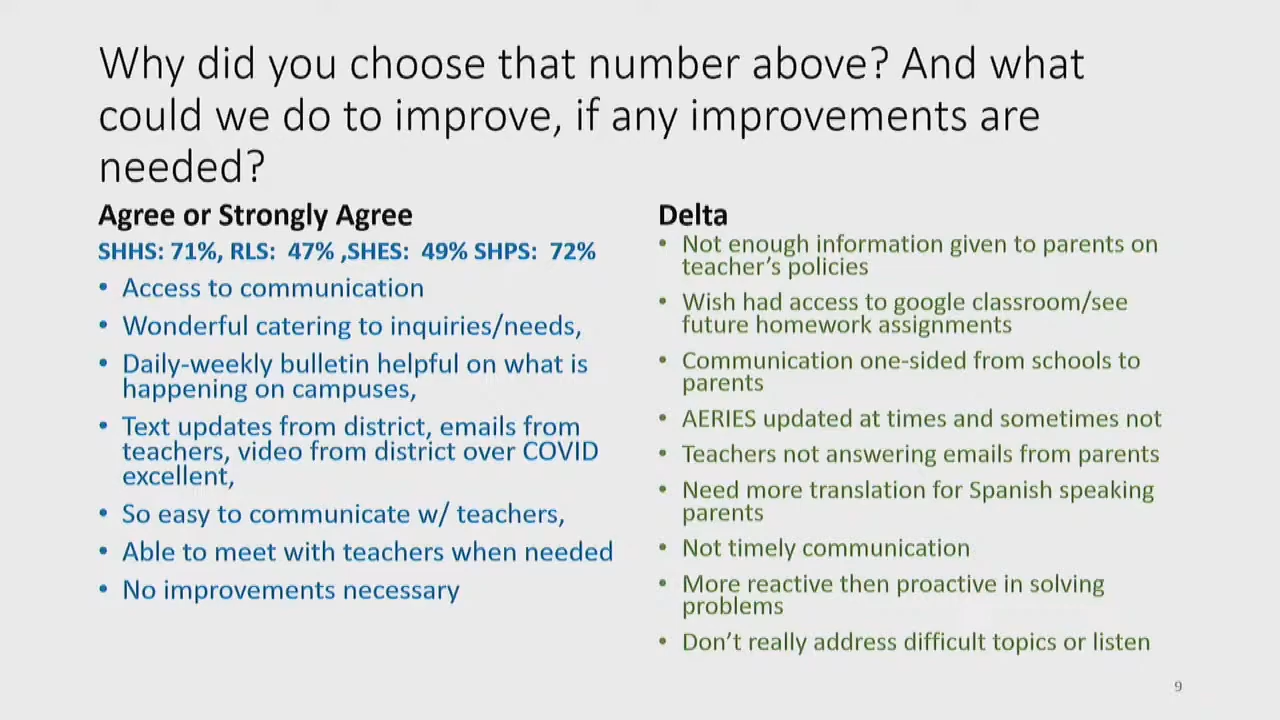 Why did you choose that number above? And what
could we do to improve, if any improvements are
needed?
Agree or Strongly Agree
SHHS: 71%, RLS:  47% ,SHES:  49% SHPS:  72%
• Access to communication
• Wonderful catering to inquiries/needs,
• Daily-weekly bulletin helpful on what is
happening on campuses,
• Text updates from district, emails from
teachers, video from district over COVID
excellent,
• So easy to communicate w/ teachers,
• Able to meet with teachers when needed
• No improvements necessary
Delta
• Not enough information given to parents on
teacher's policies
• Wish had access to google classroom/see
future homework assignments
• Communication one-sided from schools to
parents
• AERIES updated at times and sometimes not
• Teachers not answering emails from parents
• Need more translation for Spanish speaking
parents
• Not timely communication
• More reactive then proactive in solving
problems
• Don't really address difficult topics or listen
9